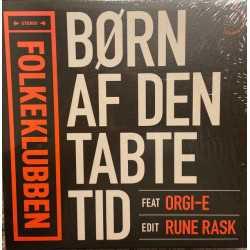 STEREO
FOLKEKLUBBEN
BØRN
AF DEN
TABTE
TID
FEAT ORGI-E
EDIT RUNE RASK